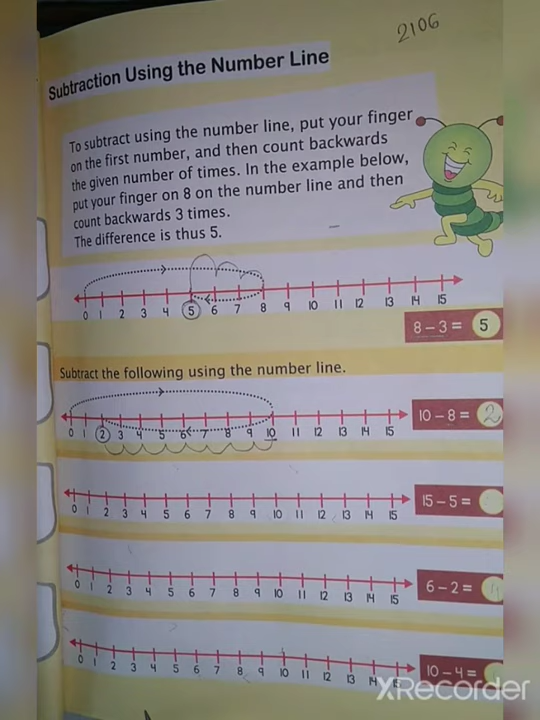 2106
Subtraction Using the Number Line
To subtract using the number line, put your finger
on the first number, and then count backwards
the given number of times. In the example below,
put your finger on 8 on the number line and then
count backwards 3 times.
The difference is thus 5.
0 1 2 3 4 5 6 7 8 9 10 11 12 13 14 15
8 - 3 = 5
Subtract the following using the number line.
0 1 2 3 4 5 6 7 8 9 10 11 12 13 14 15
10 - 8 = 2
0 1 2 3 4 5 6 7 8 9 10 11 12 13 14 15
15 - 5 =
0 1 2 3 4 5 6 7 8 9 10 11 12 13 14 15
6 - 2 =
0 1 2 3 4 5 6 7 8 9 10 11 12 13 14 15
10 - 4 =
XRecorder